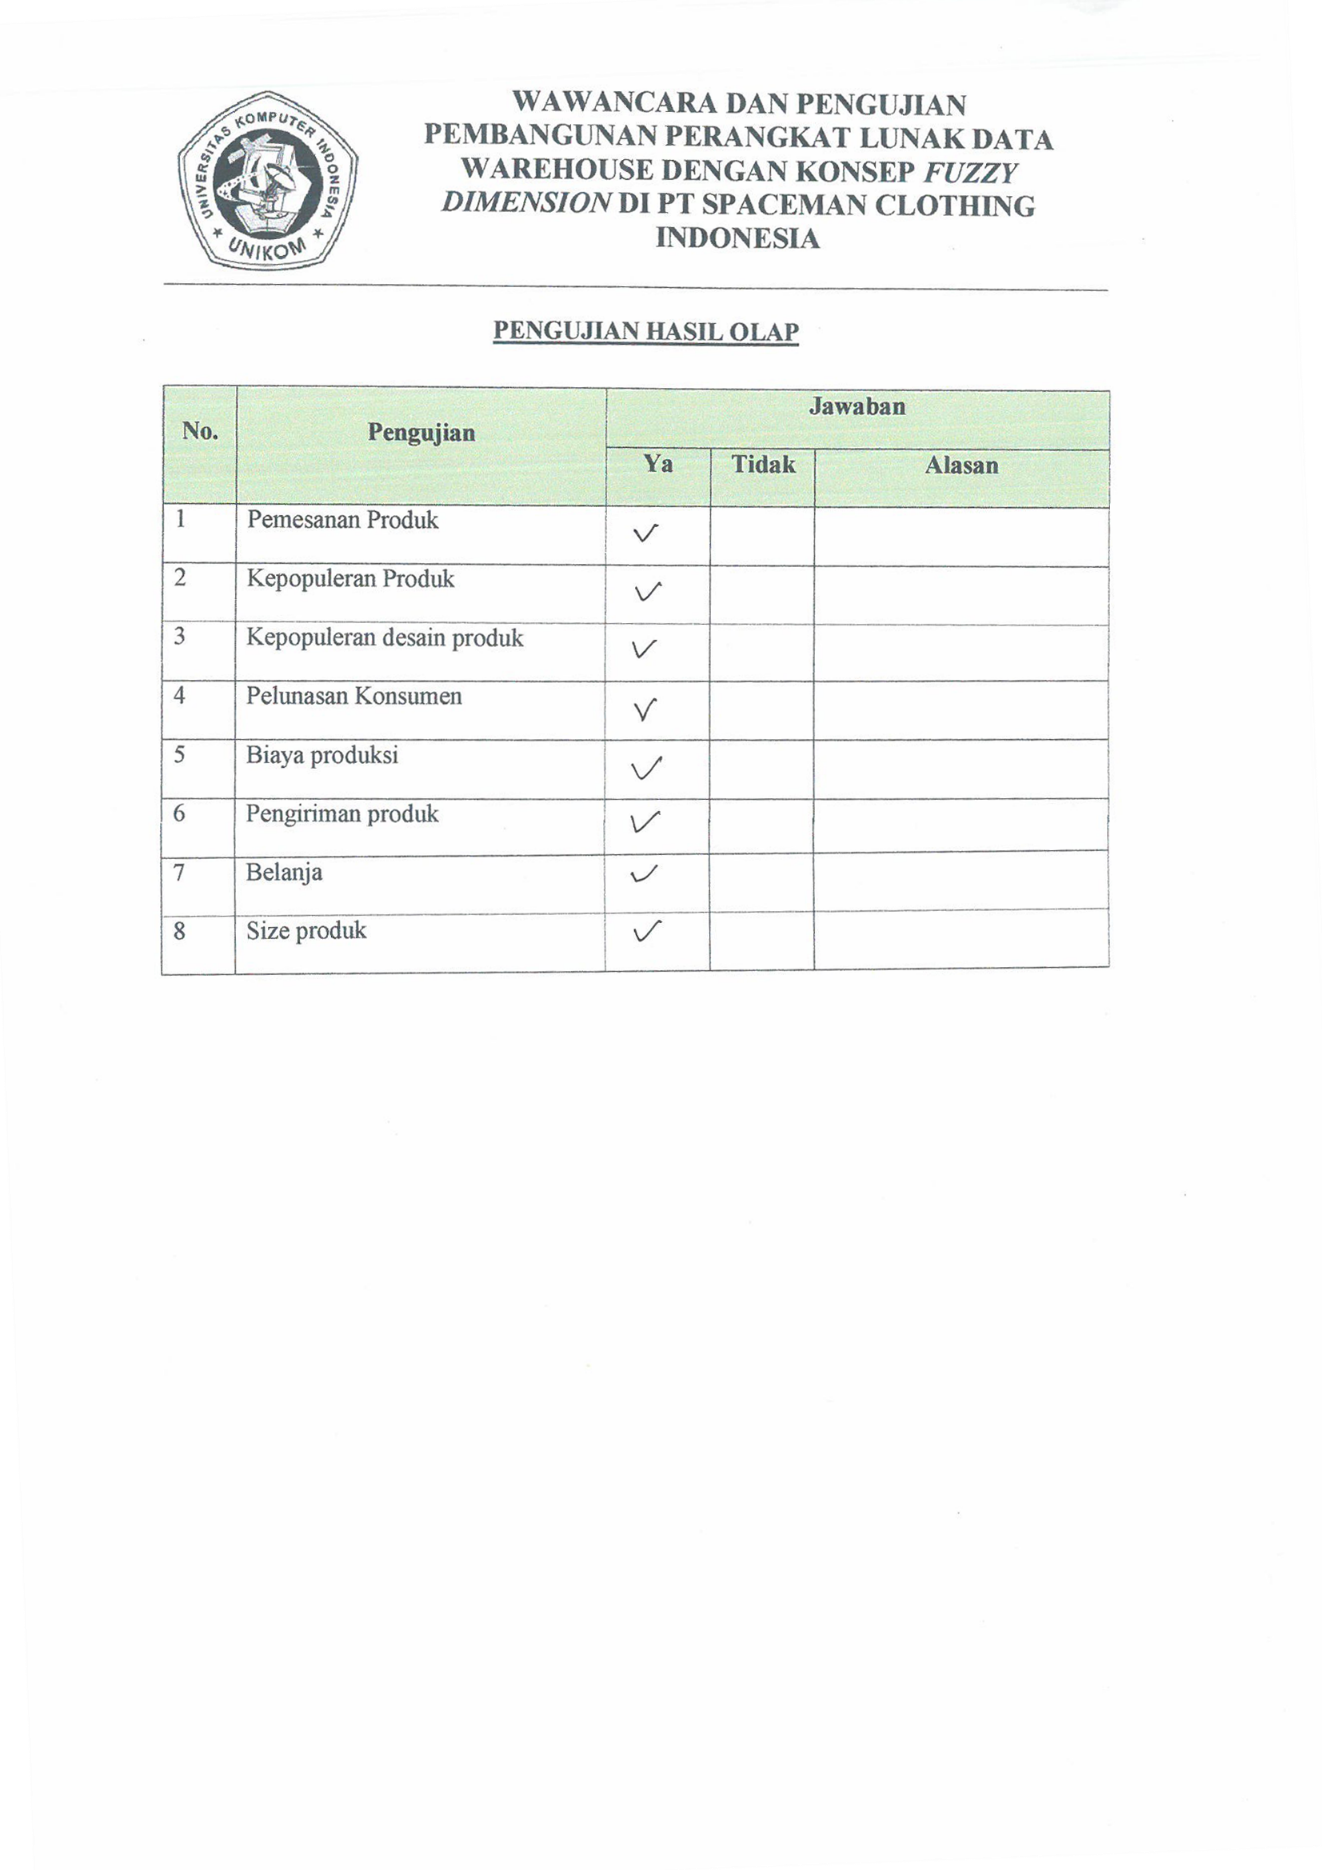 UNIVERSITAS KOMPUTER INDONESIA
UNIKOM
WAWANCARA DAN PENGUJIAN
PEMBANGUNAN PERANGKAT LUNAK DATA
WAREHOUSE DENGAN KONSEP FUZZY
DIMENSION DI PT SPACEMAN CLOTHING
INDONESIA
PENGUJIAN HASIL OLAP
No. Pengujian Jawaban
Ya Tidak Alasan
1 Pemesanan Produk ✓
2 Kepopuleran Produk ✓
3 Kepopuleran desain produk ✓
4 Pelunasan Konsumen ✓
5 Biaya produksi ✓
6 Pengiriman produk ✓
7 Belanja ✓
8 Size produk ✓